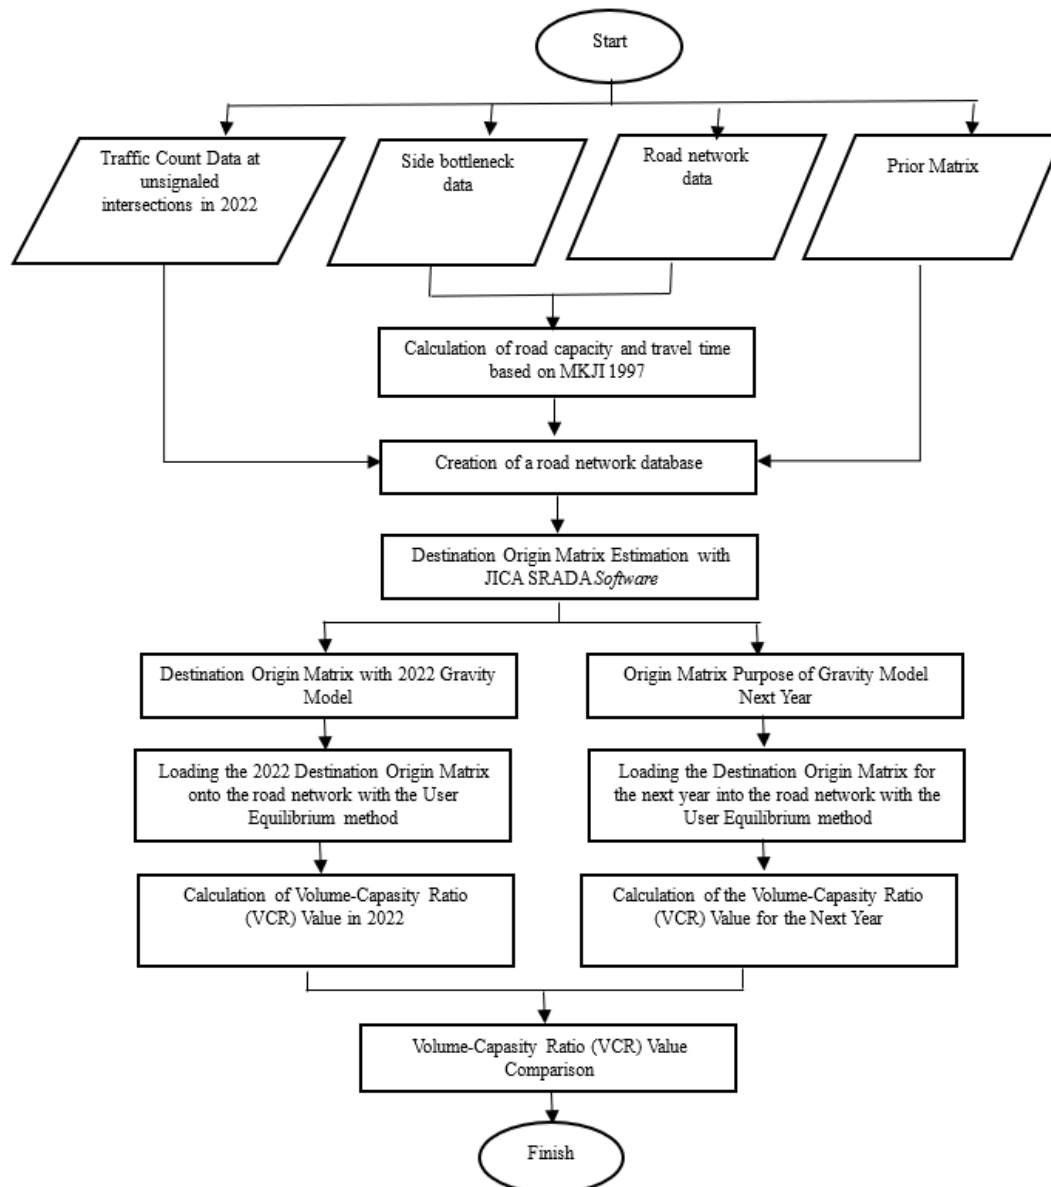 Start
Traffic Count Data at
unsignaled
intersections in 2022
Side bottleneck
data
Road network
data
Prior Matrix
Calculation of road capacity and travel time
based on MKJI 1997
Creation of a road network database
Destination Origin Matrix Estimation with
JICA SRADA Software
Destination Origin Matrix with 2022 Gravity
Model
Origin Matrix Purpose of Gravity Model
Next Year
Loading the 2022 Destination Origin Matrix
onto the road network with the User
Equilibrium method
Loading the Destination Origin Matrix for
the next year into the road network with the
User Equilibrium method
Calculation of Volume-Capacity Ratio
(VCR) Value in 2022
Calculation of the Volume-Capacity Ratio
(VCR) Value for the Next Year
Volume-Capasity Ratio (VCR) Value
Comparison
Finish